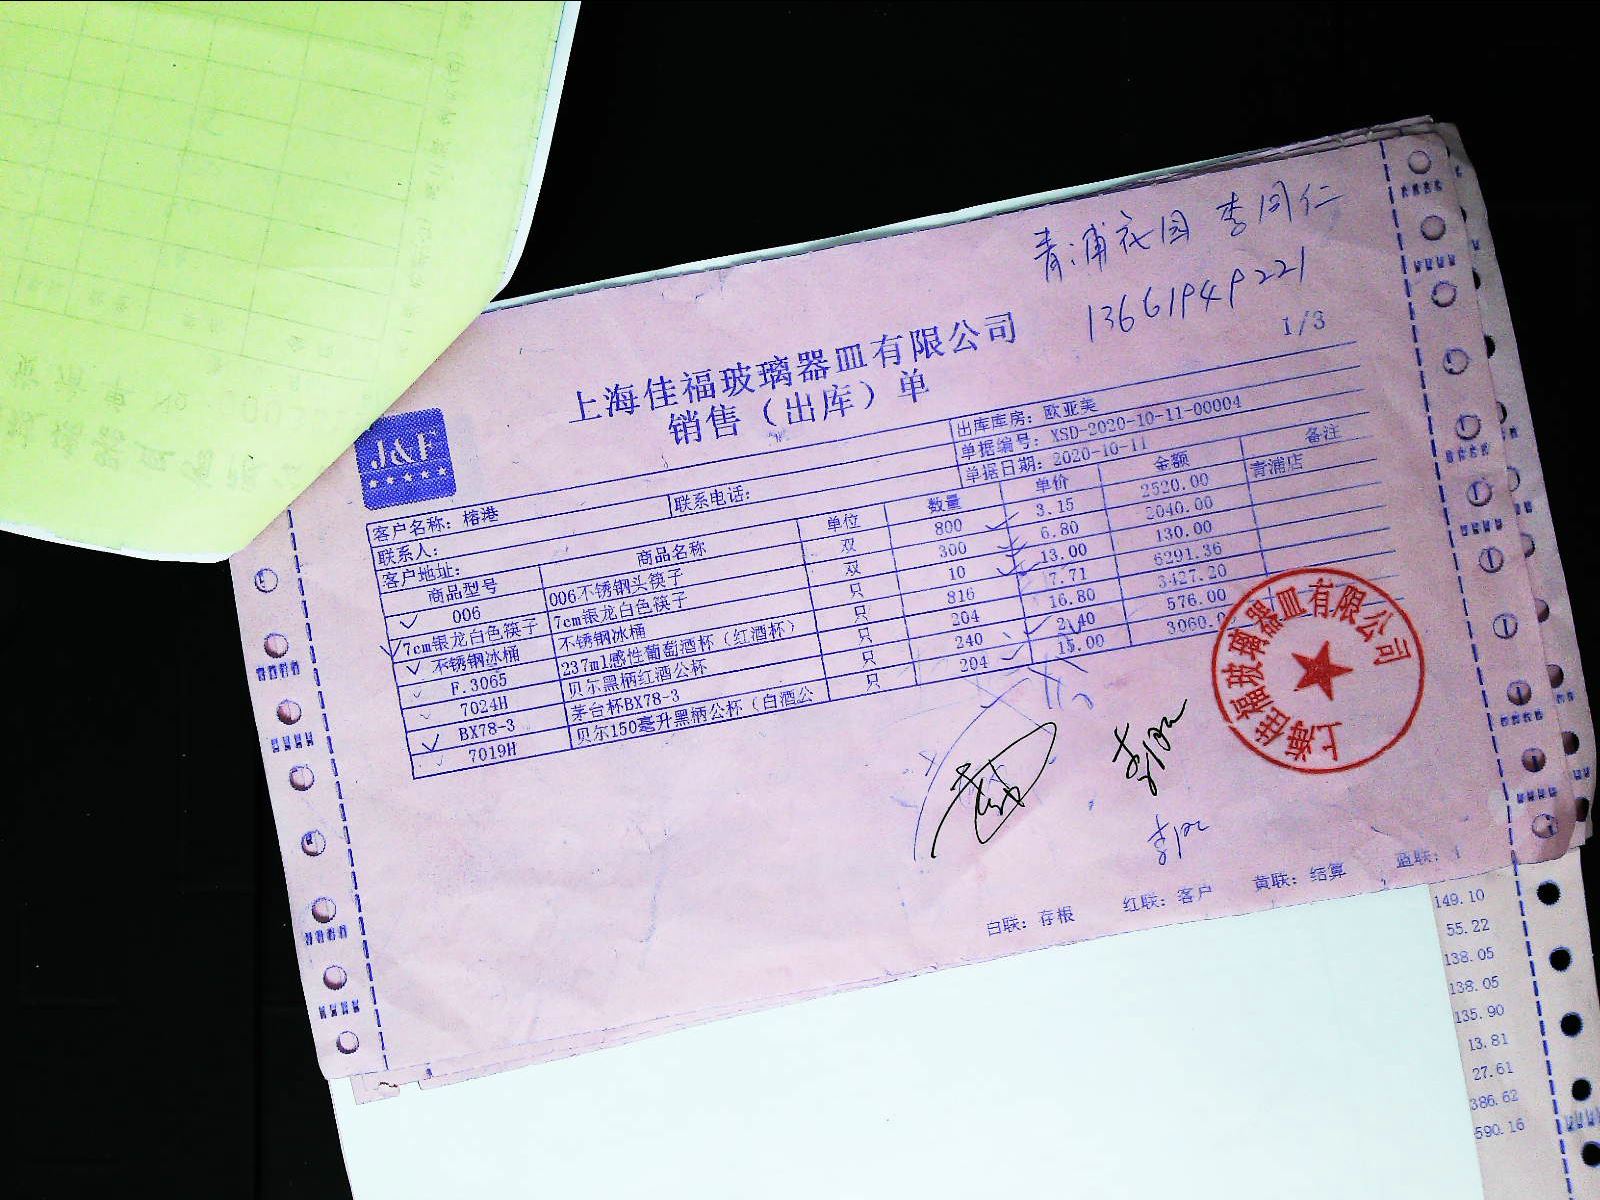 青浦花园 李同仁
13661949221
1/3
上海佳福玻璃器皿有限公司
销售（出库）单
J&F
出库库房: 欧亚美
单据编号: XSD-2020-10-11-00004
客户名称: 榕港 联系电话: 单据日期: 2020-10-11
联系人:
客户地址:
商品型号 商品名称 单位 数量 单价 金额 备注
006 006不锈钢头筷子 双 800 3.15 2520.00 青浦店
7cm银龙白色筷子 7cm银龙白色筷子 双 300 6.80 2040.00
不锈钢冰桶 不锈钢冰桶 只 10 13.00 130.00
F.3065 237ml感性葡萄酒杯（红酒杯） 只 816 7.71 6291.36
7024H 贝尔黑柄红酒公杯 只 204 16.80 3427.20
BX78-3 茅台杯BX78-3 只 240 2.40 576.00
7019H 贝尔150毫升黑柄公杯（白酒公 只 204 15.00 3060.
上海佳福玻璃器皿有限公司
白联: 存根 红联: 客户 黄联: 结算 蓝联:
149.10
55.22
138.05
138.05
135.90
13.81
27.61
386.62
590.16